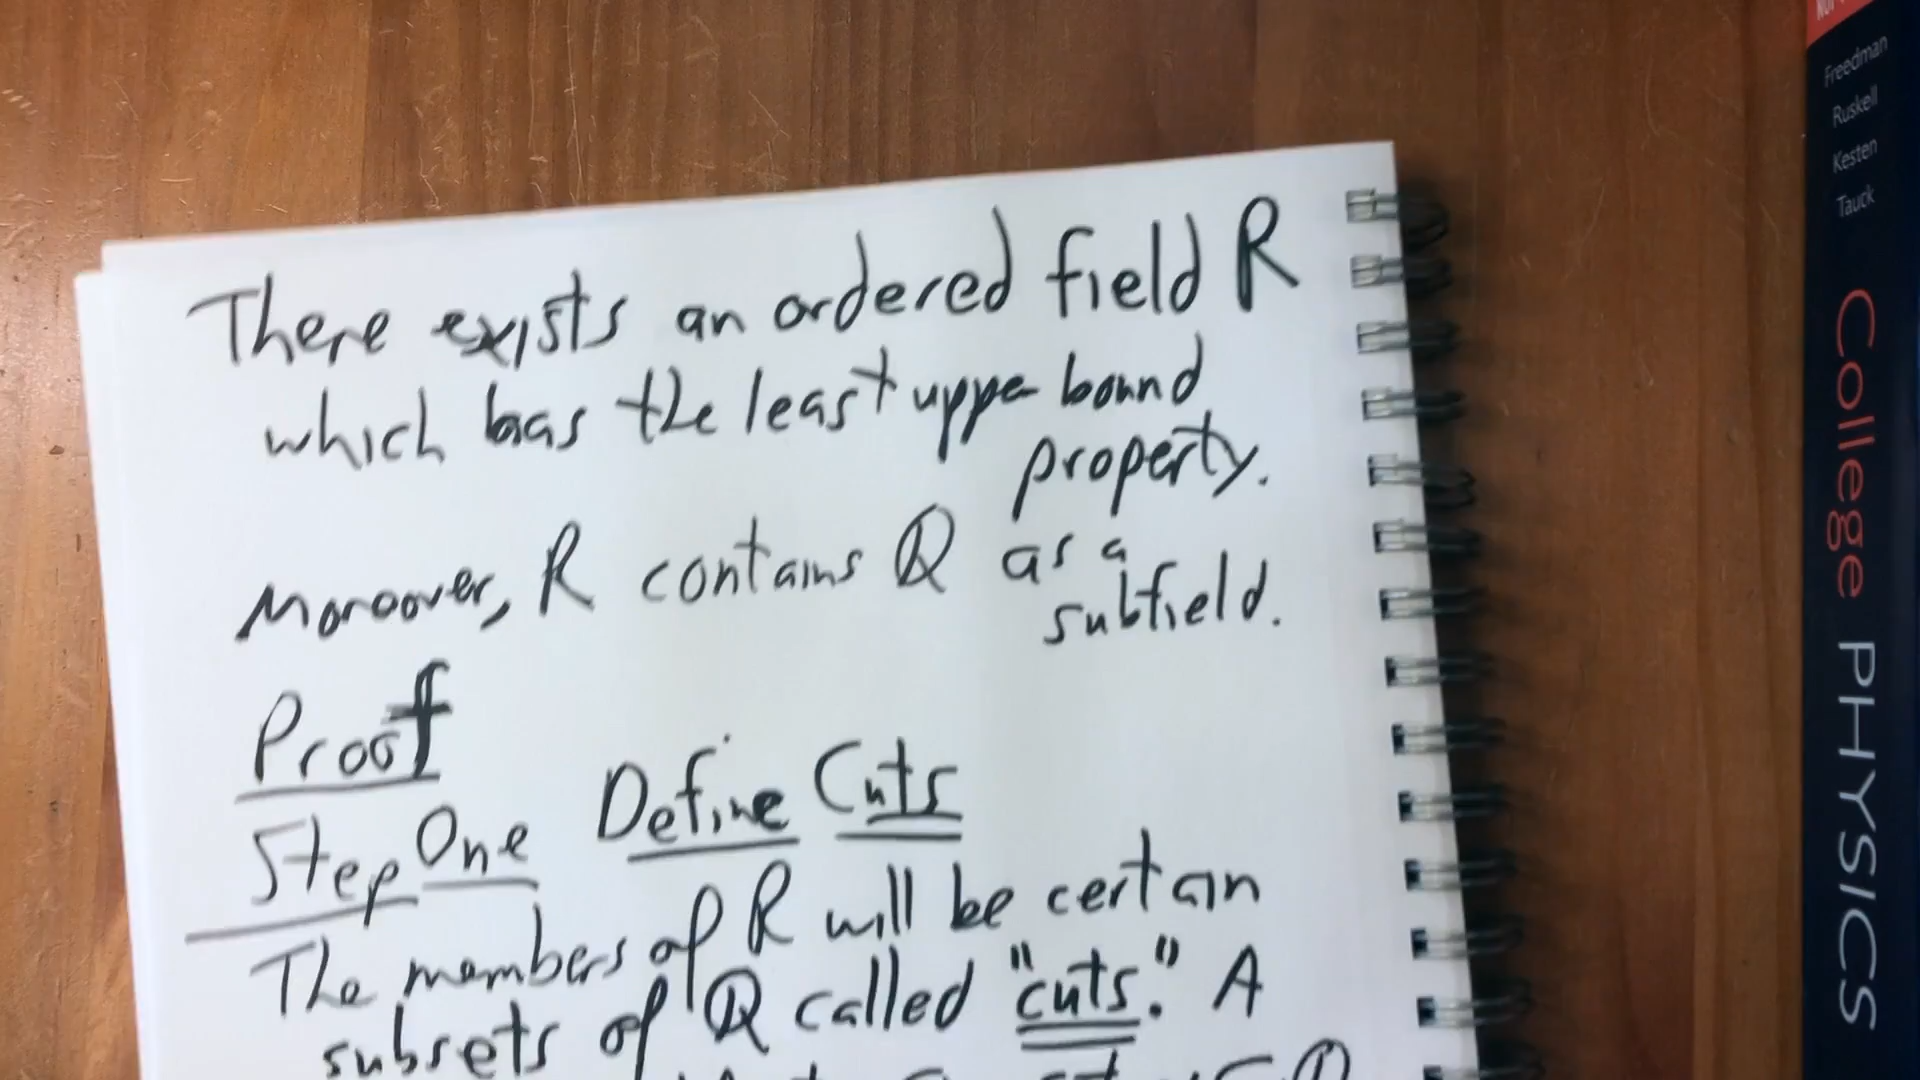 There exists an ordered field R
which has the least upper bound
property.
Moreover, R contains Q as a
subfield.
Proof
Step One Define Cuts
The members of R will be certain
subsets of Q called "cuts." A
Freedman
Ruskell
Kesten
Tauck
College PHYSICS